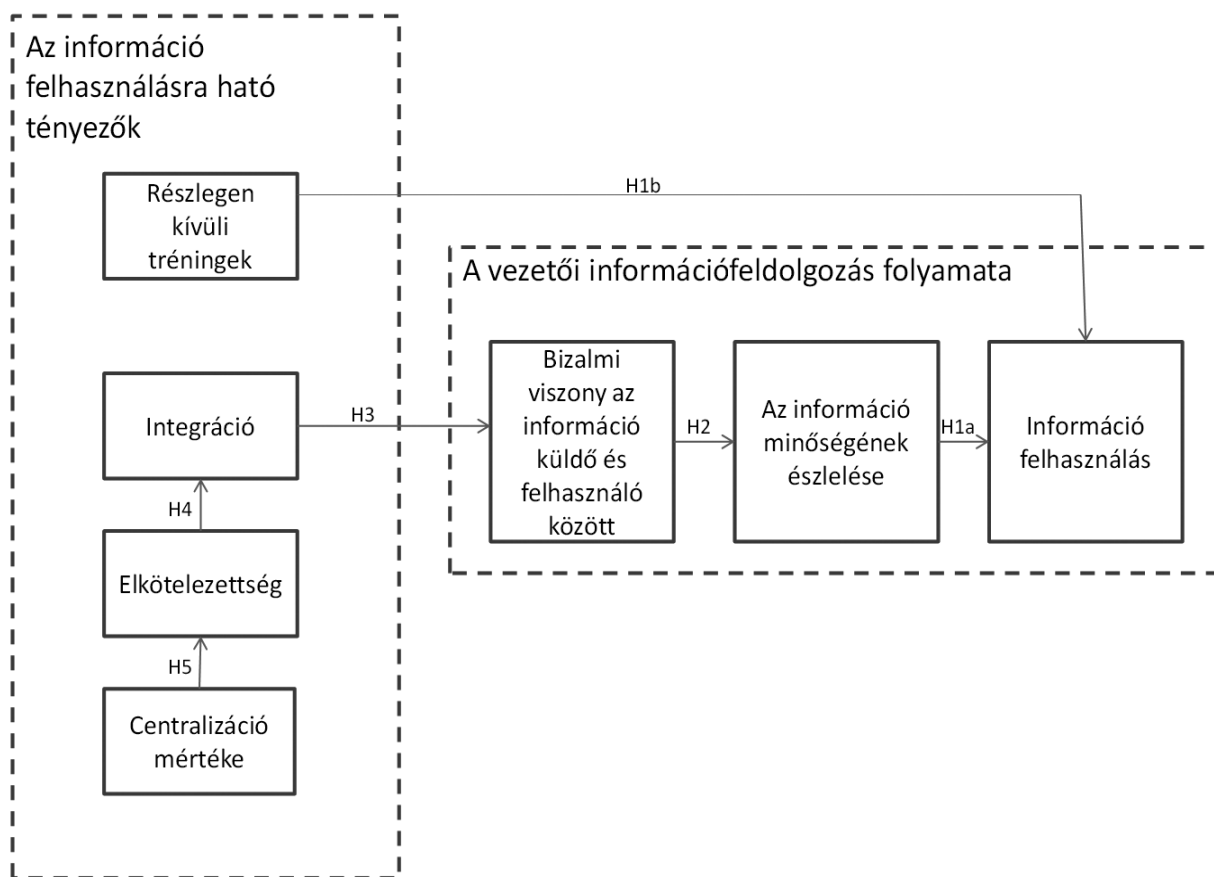 Az információ
felhasználásra ható
tényezők
Részlegen
kívüli
tréningek
H1b
A vezetői információfeldolgozás folyamata
Integráció
H3
Bizalmi
viszony az
információ
küldő és
felhasználó
között
H2
Az információ
minőségének
észlelése
H1a
Információ
felhasználás
H4
Elkötelezettség
H5
Centralizáció
mértéke